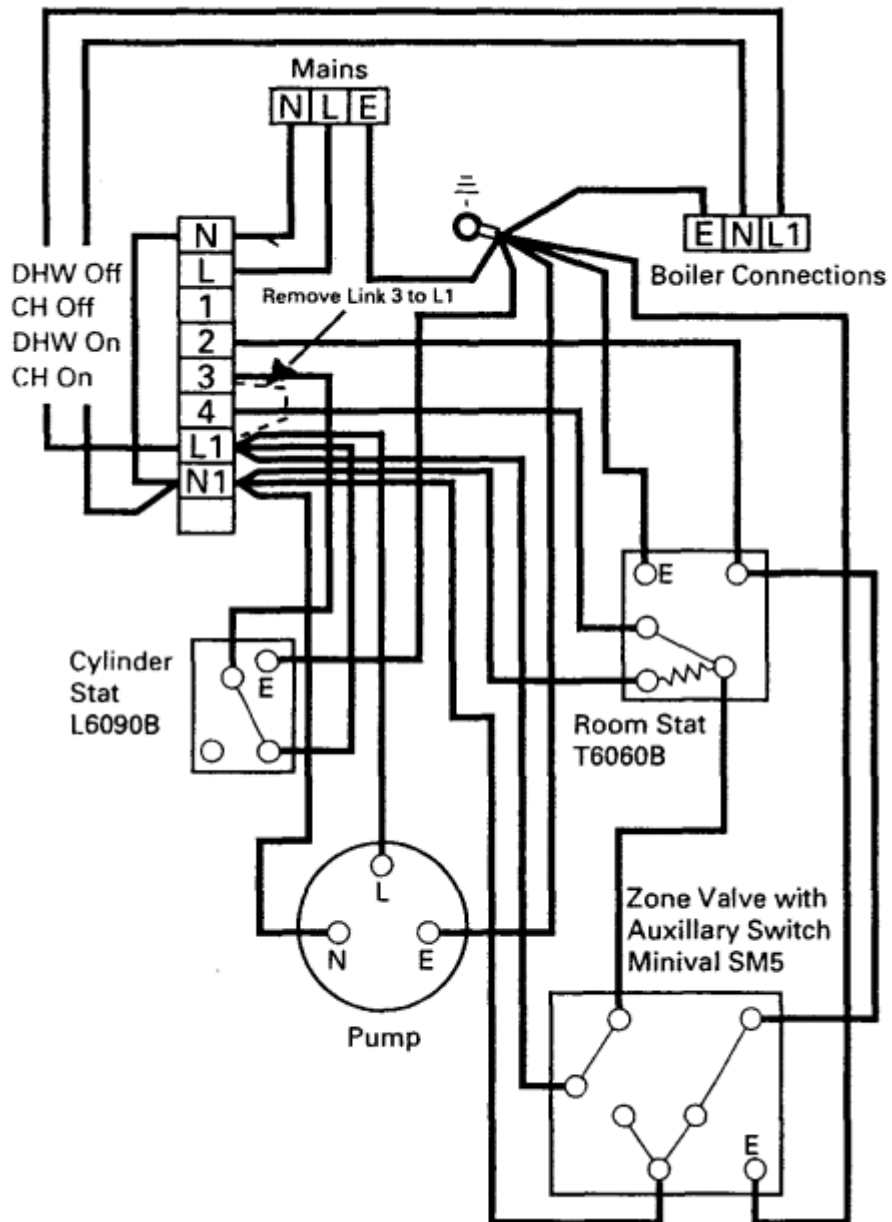 Mains
N L E
E N L1
Boiler Connections
N
L
1
2
3
4
L1
N1
DHW Off
CH Off
DHW On
CH On
Remove Link 3 to L1
E
Room Stat
T6060B
Cylinder
Stat
L6090B
E
L
N
E
Pump
Zone Valve with
Auxillary Switch
Minival SM5
E